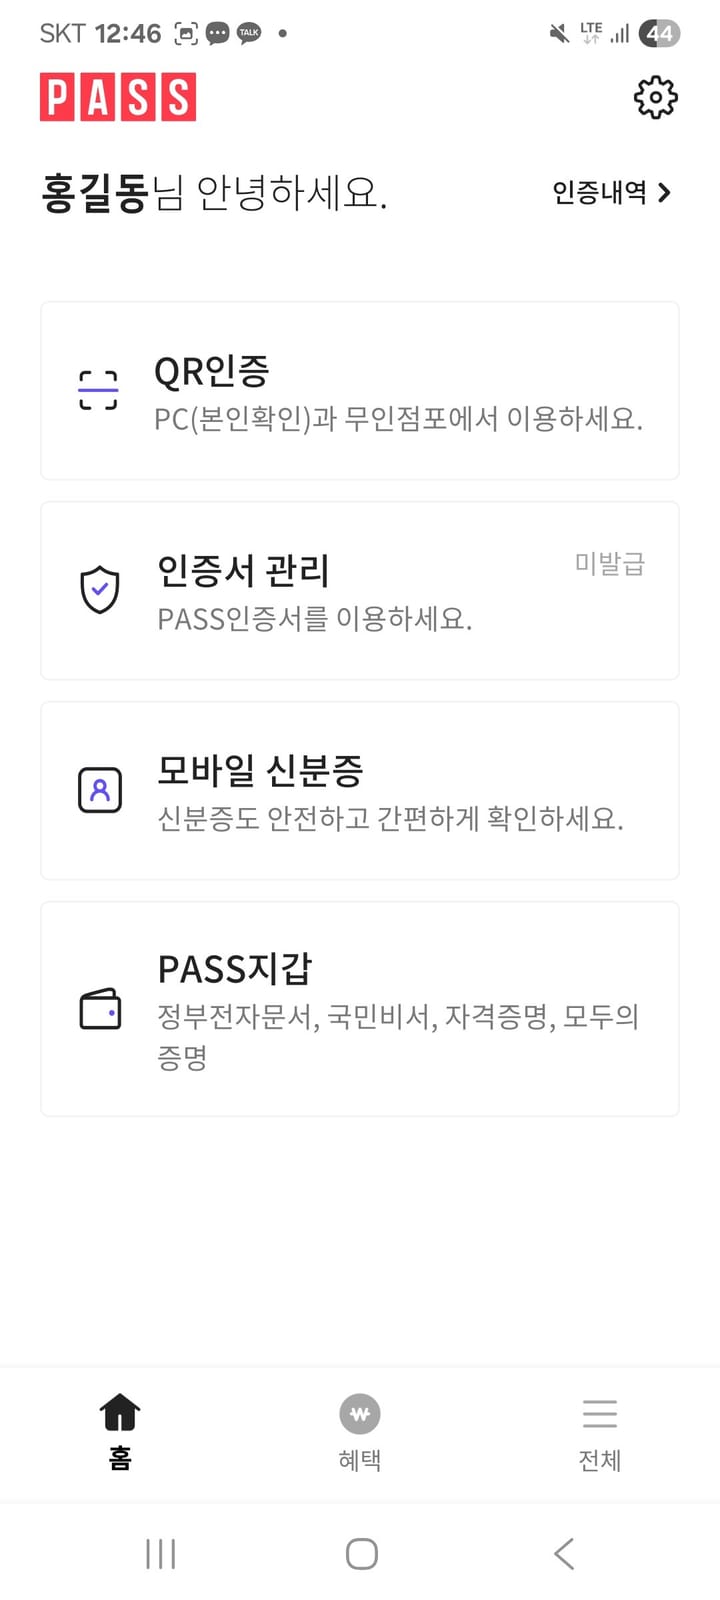 SKT 12:46 TALK LTE 44
PASS
홍길동님 안녕하세요. 인증내역
QR인증
PC(본인확인)과 무인점포에서 이용하세요.
인증서 관리 미발급
PASS인증서를 이용하세요.
모바일 신분증
신분증도 안전하고 간편하게 확인하세요.
PASS지갑
정부전자문서, 국민비서, 자격증명, 모두의
증명
홈 혜택 전체